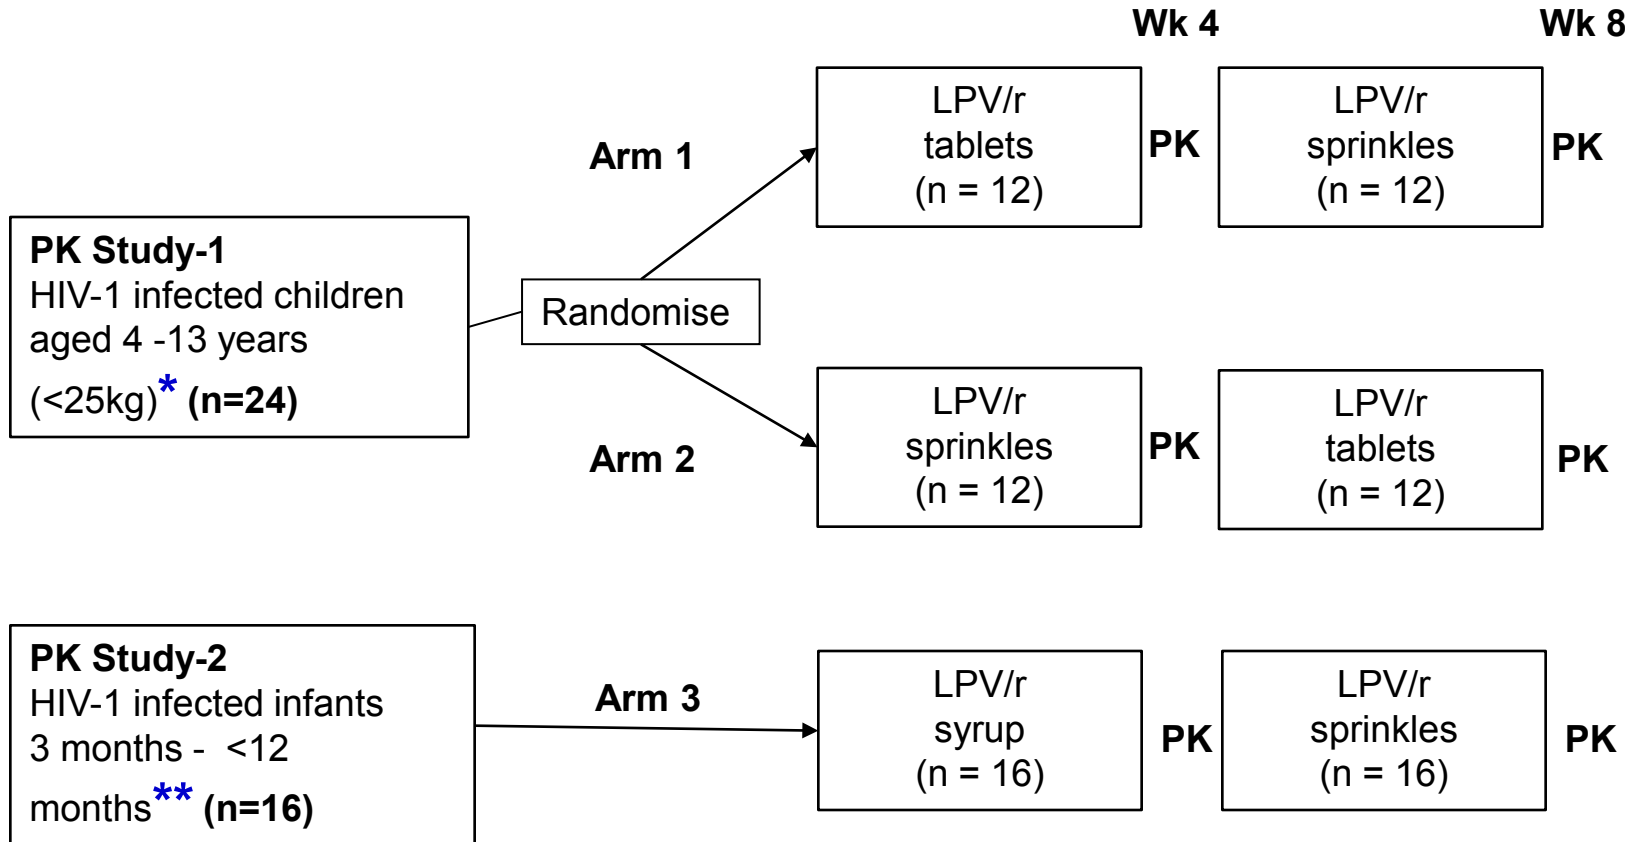 Wk 4
Wk 8
PK Study-1
HIV-1 infected children
aged 4 -13 years
(<25kg)* (n=24)
Randomise
Arm 1
LPV/r
tablets
(n = 12)
PK
LPV/r
sprinkles
(n = 12)
PK
Arm 2
LPV/r
sprinkles
(n = 12)
PK
LPV/r
tablets
(n = 12)
PK
PK Study-2
HIV-1 infected infants
3 months - <12
months** (n=16)
Arm 3
LPV/r
syrup
(n = 16)
PK
LPV/r
sprinkles
(n = 16)
PK